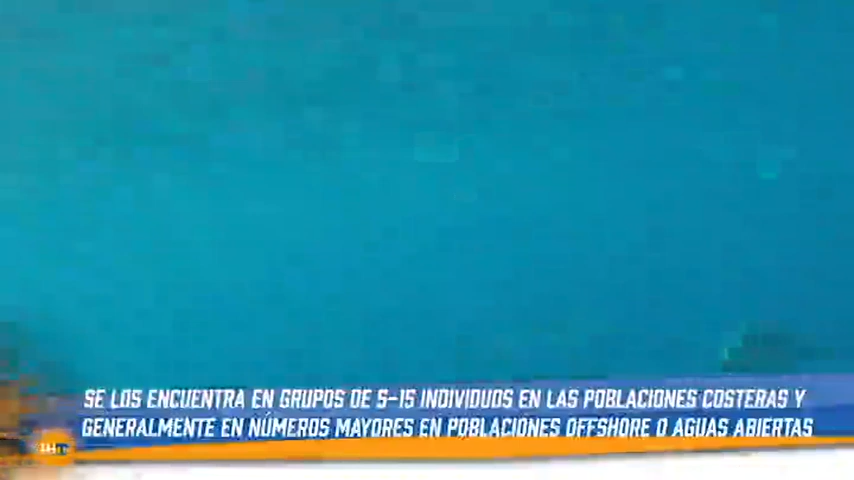 SE LOS ENCUENTRA EN GRUPOS DE 5-15 INDIVIDUOS EN LAS POBLACIONES COSTERAS Y
GENERALMENTE EN NÚMEROS MAYORES EN POBLACIONES OFFSHORE O AGUAS ABIERTAS